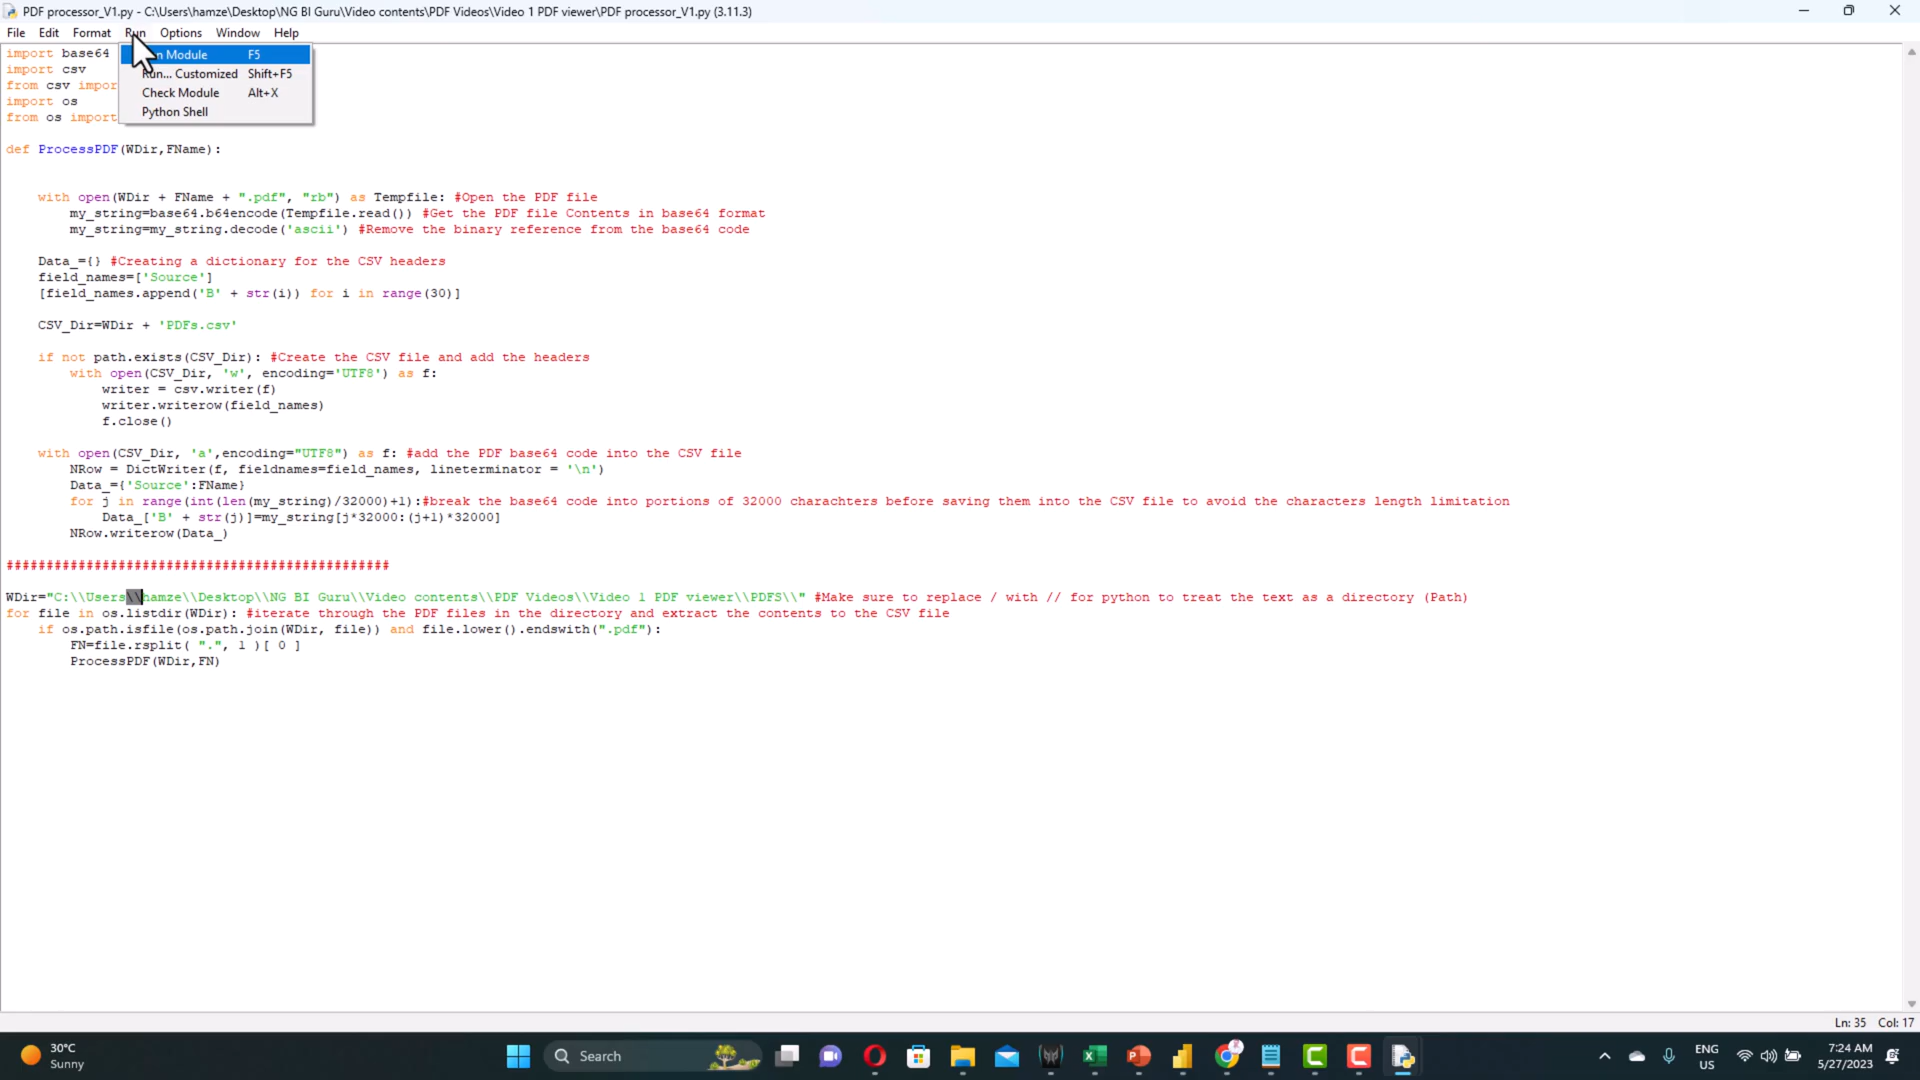 PDF processor_V1.py - C:\Users\hamze\Desktop\NG BI Guru\Video contents\PDF Videos\Video 1 PDF viewer\PDF processor_V1.py (3.11.3)
File Edit Format Run Options Window Help
import base64
import csv
from csv impor
import os
from os import
Module F5
Run... Customized Shift+F5
Check Module Alt+X
Python Shell
def ProcessPDF(WDir,FName):
with open(WDir + FName + ".pdf", "rb") as Tempfile: #Open the PDF file
my_string=base64.b64encode(Tempfile.read()) #Get the PDF file Contents in base64 format
my_string=my_string.decode('ascii') #Remove the binary reference from the base64 code
Data_={} #Creating a dictionary for the CSV headers
field_names=['Source']
[field_names.append('B' + str(i)) for i in range(30)]
CSV_Dir=WDir + 'PDFs.csv'
if not path.exists(CSV_Dir): #Create the CSV file and add the headers
with open(CSV_Dir, 'w', encoding='UTF8') as f:
writer = csv.writer(f)
writer.writerow(field_names)
f.close()
with open(CSV_Dir, 'a',encoding="UTF8") as f: #add the PDF base64 code into the CSV file
NRow = DictWriter(f, fieldnames=field_names, lineterminator = '\n')
Data_={'Source':FName}
for j in range(int(len(my_string)/32000)+1):#break the base64 code into portions of 32000 charachters before saving them into the CSV file to avoid the characters length limitation
Data_['B' + str(j)]=my_string[j*32000:(j+1)*32000]
NRow.writerow(Data_)
################################################
WDir="C:\\Users\\hamze\\Desktop\\NG BI Guru\\Video contents\\PDF Videos\\Video 1 PDF viewer\\PDFS\\" #Make sure to replace / with // for python to treat the text as a directory (Path)
for file in os.listdir(WDir): #iterate through the PDF files in the directory and extract the contents to the CSV file
if os.path.isfile(os.path.join(WDir, file)) and file.lower().endswith(".pdf"):
FN=file.rsplit( ".", 1 )[ 0 ]
ProcessPDF(WDir,FN)
Ln: 35 Col: 17
30°C
Sunny
Search
ENG
US
7:24 AM
5/27/2023